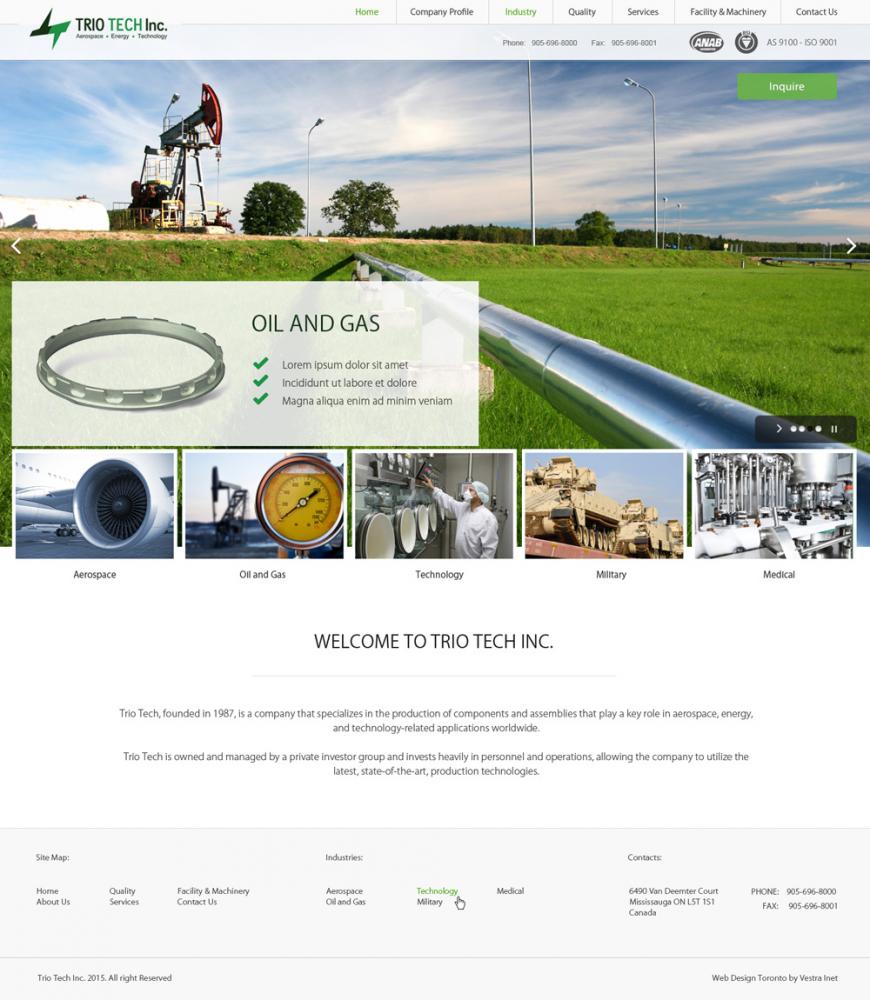 TRIO TECH Inc.
Aerospace • Energy • Technology
Home
Company Profile
Industry
Quality
Services
Facility & Machinery
Contact Us
Phone: 905-696-8000 Fax: 905-696-8001
ANAB
AS 9100 - ISO 9001
Inquire
OIL AND GAS
Lorem ipsum dolor sit amet
Incididunt ut labore et dolore
Magna aliqua enim ad minim veniam
Aerospace
Oil and Gas
Technology
Military
Medical
WELCOME TO TRIO TECH INC.
Trio Tech, founded in 1987, is a company that specializes in the production of components and assemblies that play a key role in aerospace, energy,
and technology-related applications worldwide.
Trio Tech is owned and managed by a private investor group and invests heavily in personnel and operations, allowing the company to utilize the
latest, state-of-the-art, production technologies.
Site Map:
Home
About Us
Quality
Services
Facility & Machinery
Contact Us
Industries:
Aerospace
Oil and Gas
Technology
Military
Medical
Contacts:
6490 Van Deemter Court
Mississauga ON L5T 1S1
Canada
PHONE: 905-696-8000
FAX: 905-696-8001
Trio Tech Inc. 2015. All right Reserved
Web Design Toronto by Vestra Inet